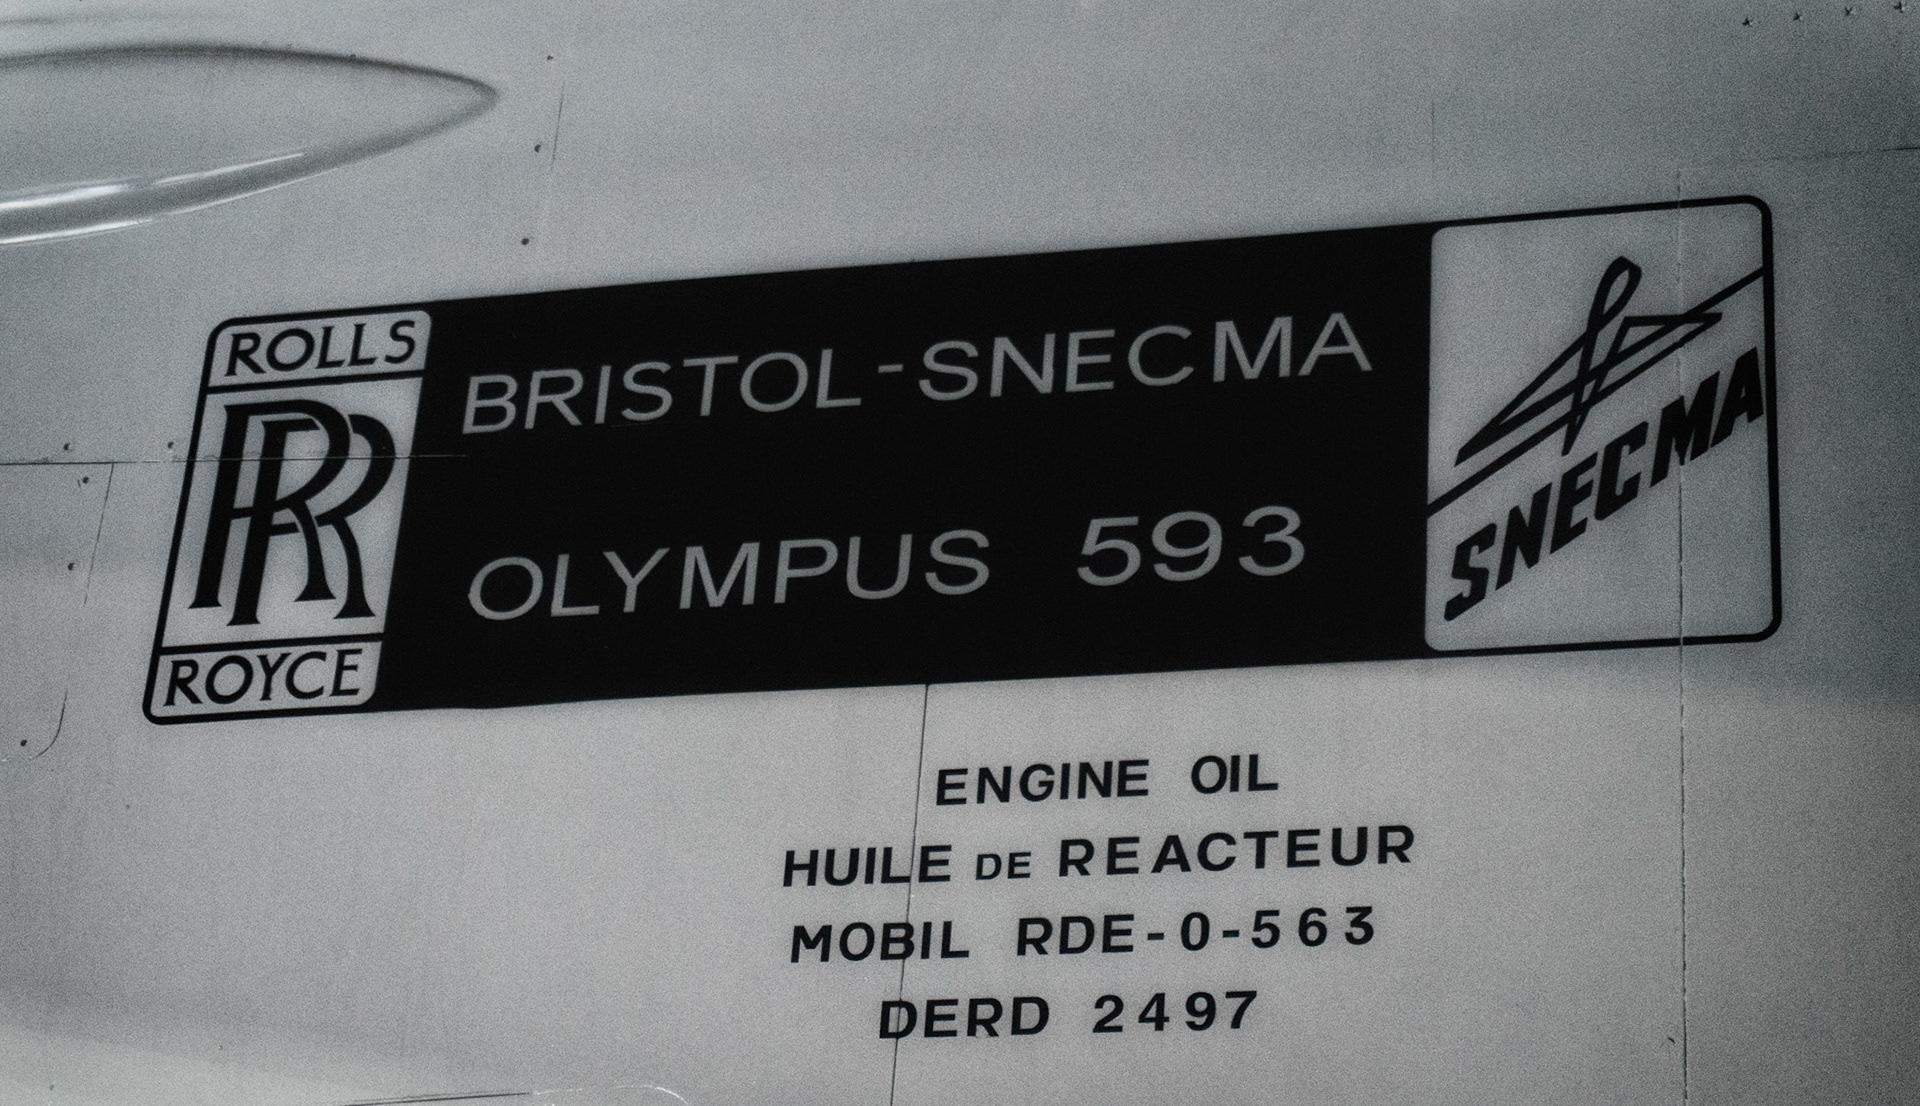 ROLLS
RR
ROYCE
BRISTOL-SNECMA
OLYMPUS 593
SNECMA
ENGINE OIL
HUILE DE REACTEUR
MOBIL RDE-0-563
DERD 2497